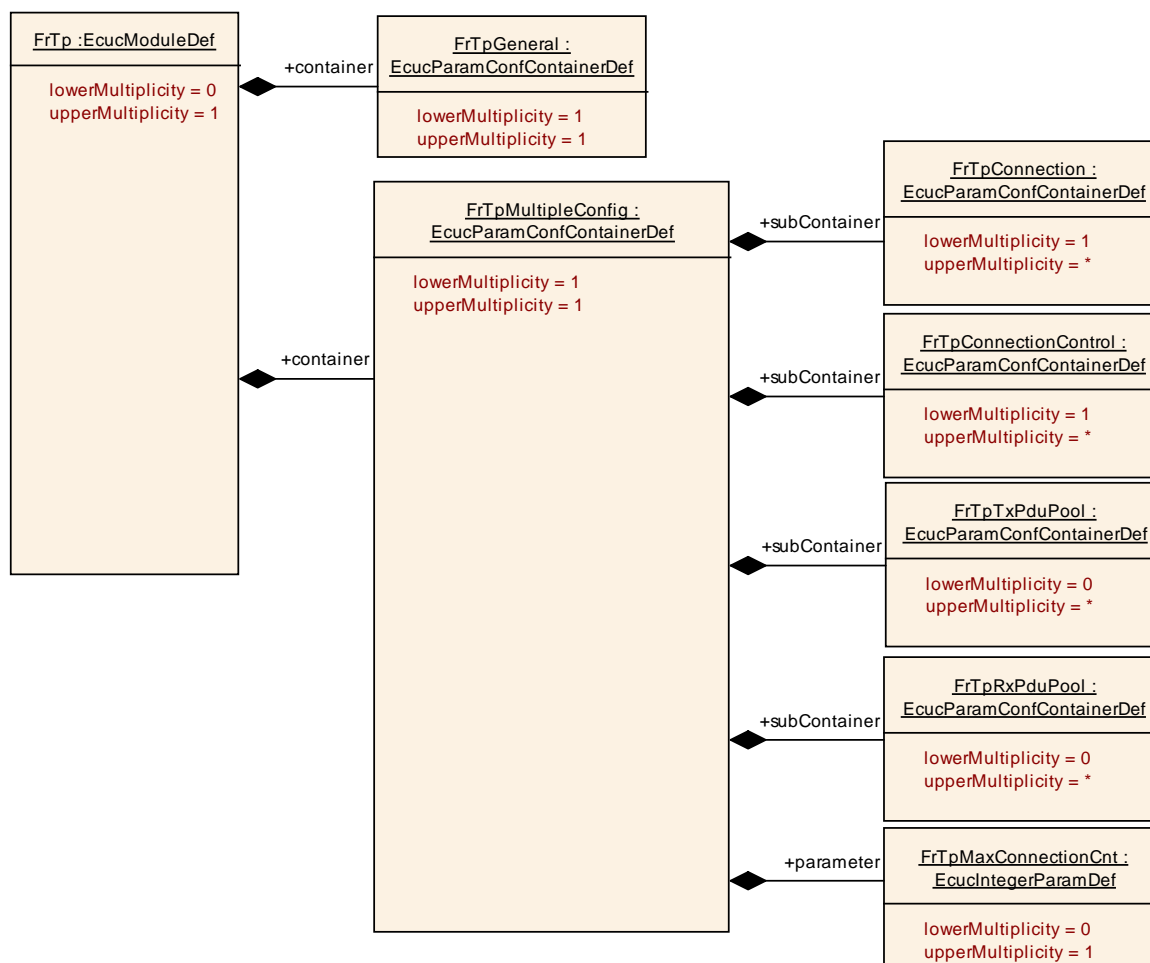 FrTp :EcucModuleDef
lowerMultiplicity = 0
upperMultiplicity = 1
+container
FrTpGeneral :
EcucParamConfContainerDef
lowerMultiplicity = 1
upperMultiplicity = 1
+container
FrTpMultipleConfig :
EcucParamConfContainerDef
lowerMultiplicity = 1
upperMultiplicity = 1
+subContainer
FrTpConnection :
EcucParamConfContainerDef
lowerMultiplicity = 1
upperMultiplicity = *
+subContainer
FrTpConnectionControl :
EcucParamConfContainerDef
lowerMultiplicity = 1
upperMultiplicity = *
+subContainer
FrTpTxPduPool :
EcucParamConfContainerDef
lowerMultiplicity = 0
upperMultiplicity = *
+subContainer
FrTpRxPduPool :
EcucParamConfContainerDef
lowerMultiplicity = 0
upperMultiplicity = *
+parameter
FrTpMaxConnectionCnt :
EcucIntegerParamDef
lowerMultiplicity = 0
upperMultiplicity = 1